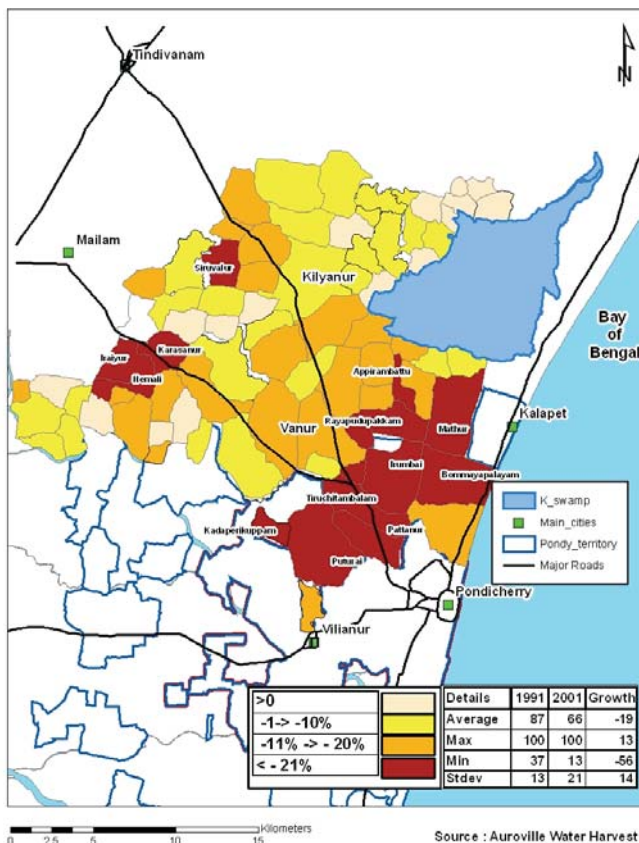 Tindivanam
N
Mailam
Siruvalur
Kilyanur
Bay of
Bengal
Karasanur
Iraiyur
Nemali
Appirambattu
Rayapudupakkam
Mathur
Kalapet
Vanur
Irumbai
Bommayapalayam
Tiruchitambalam
Kadaperikuppam
Pattanur
Puturai
K_swamp
Main_cities
Pondy_territory
Major Roads
Pondicherry
Vilianur
>0
-1-> -10%
-11% -> - 20%
< - 21%
Details 1991 2001 Growth
Average 87 66 -19
Max 100 100 13
Min 37 13 -56
Stdev 13 21 14
Kilometers
0 2.5 5 10 15
Source : Auroville Water Harvest